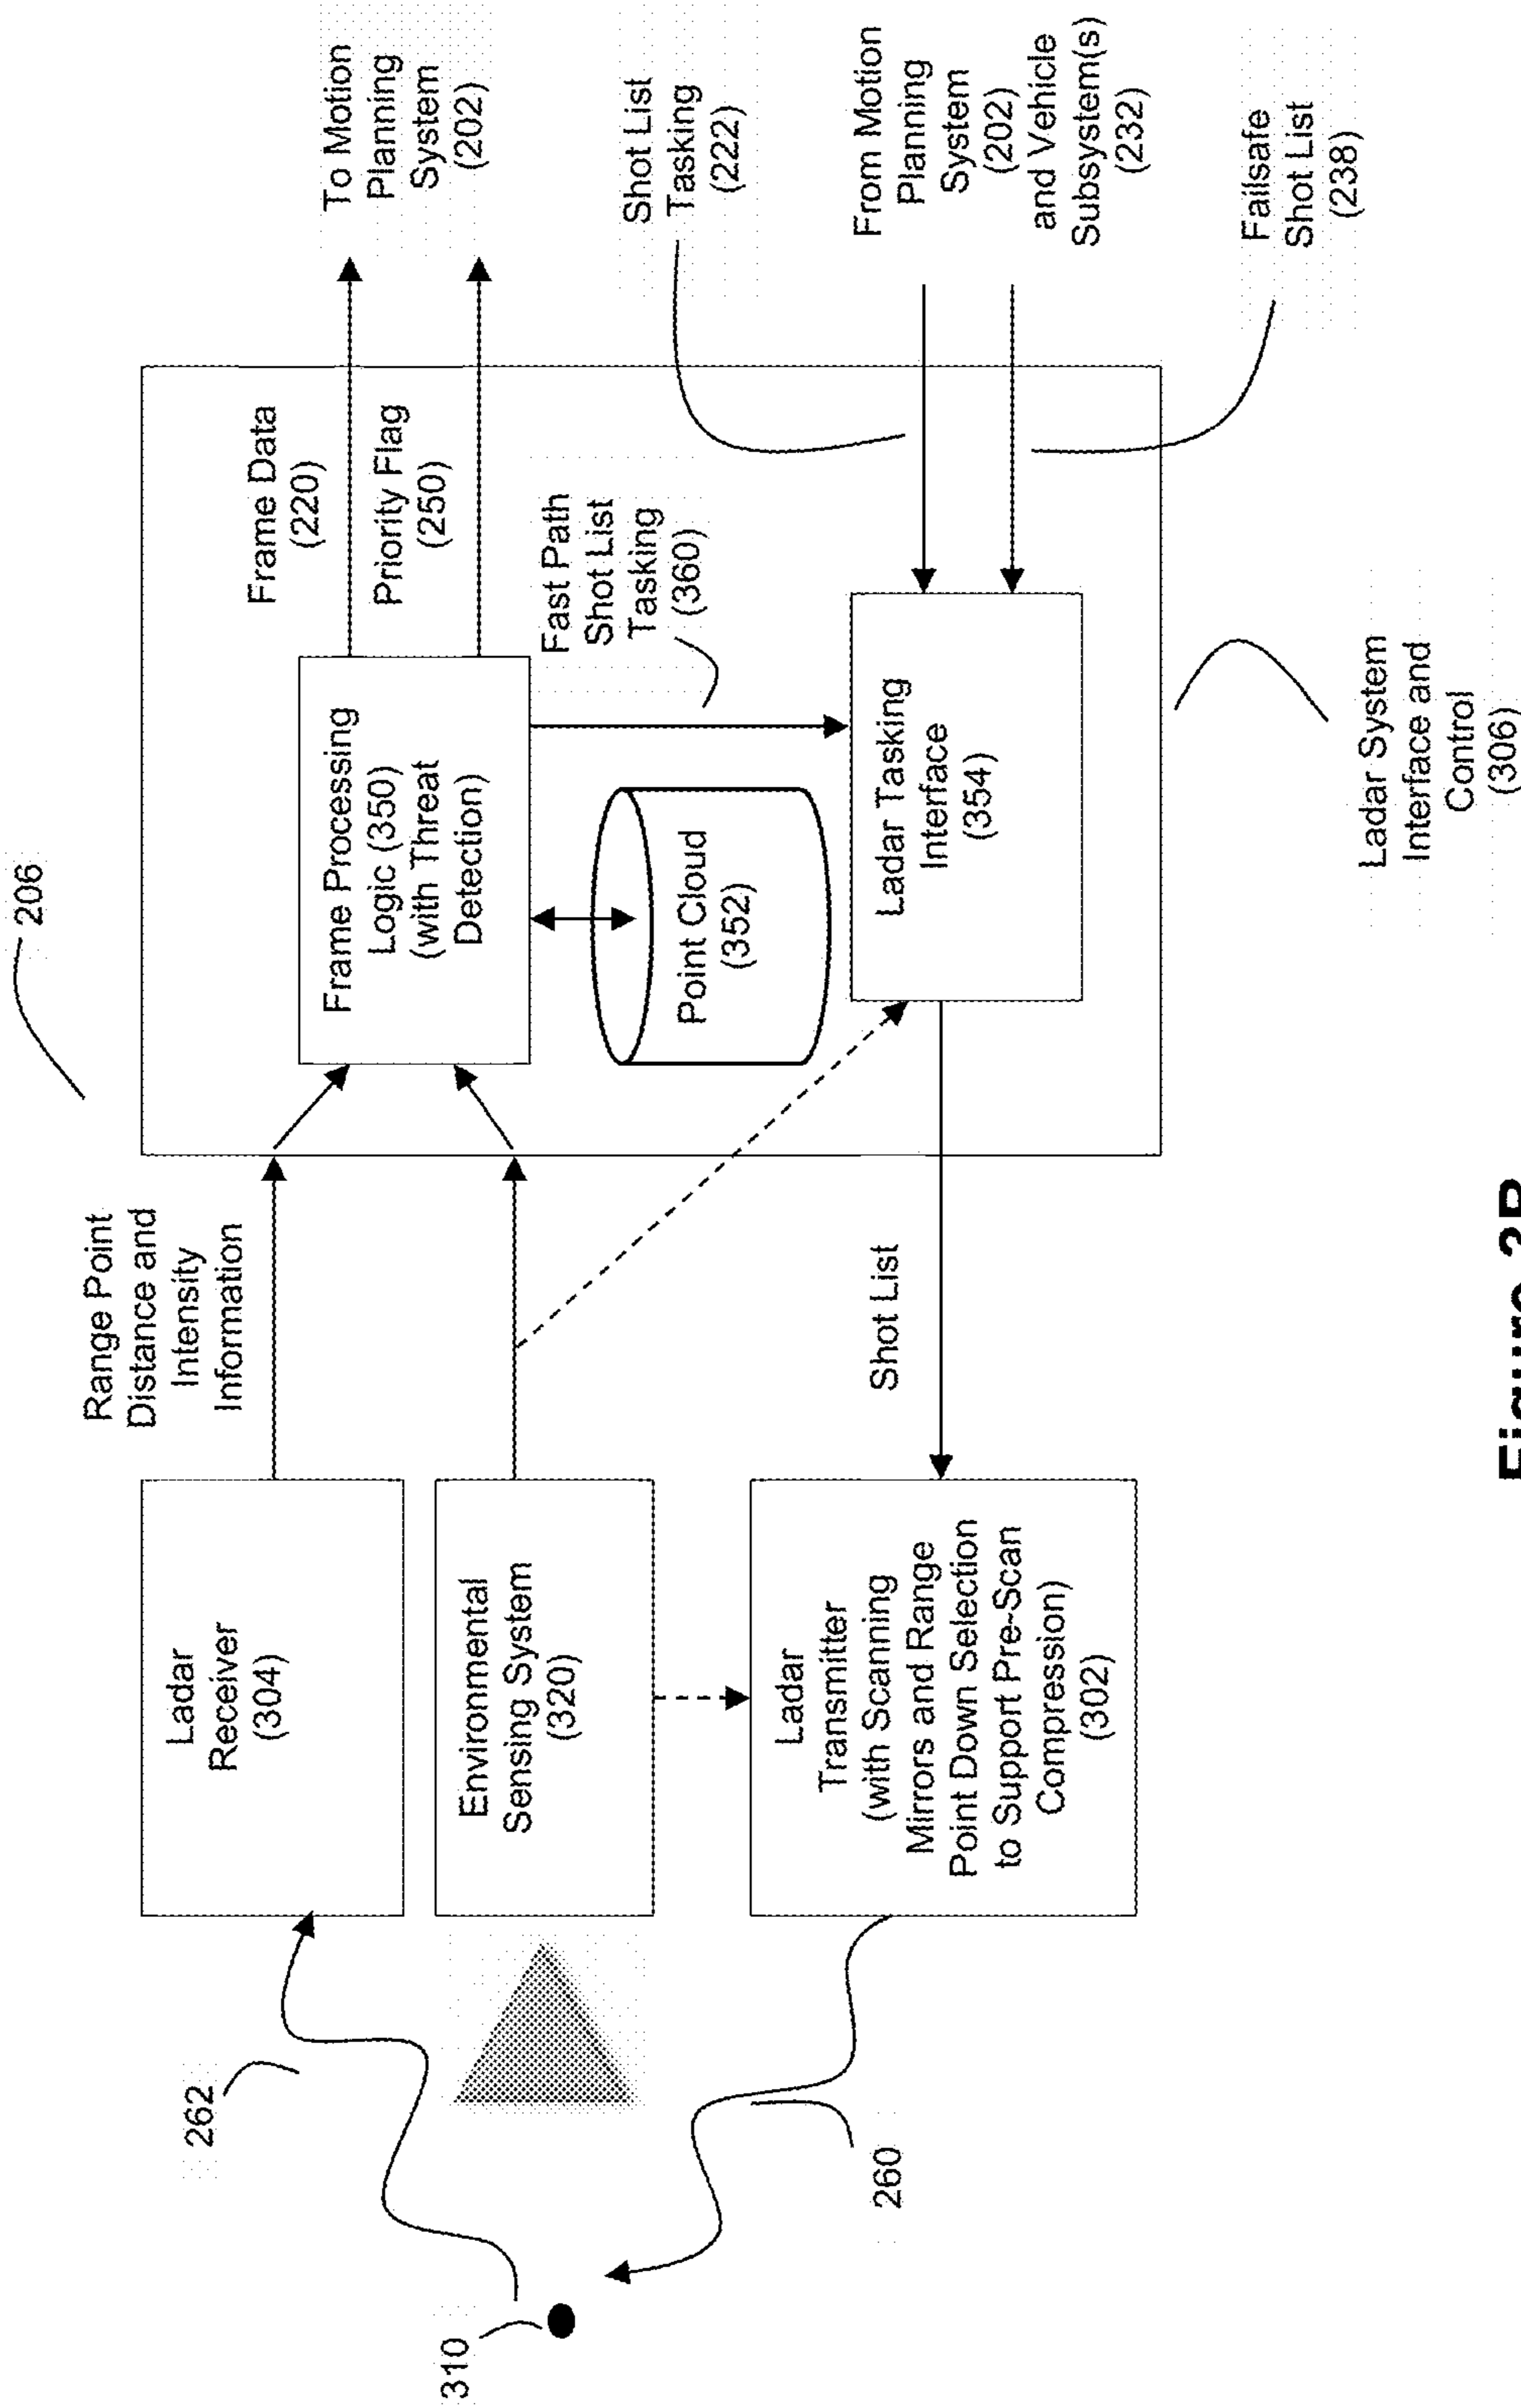 206
Range Point
Distance and
Intensity
Information
Ladar
Receiver
(304)
Environmental
Sensing System
(320)
Ladar
Transmitter
(with Scanning
Mirrors and Range
Point Down Selection
to Support Pre-Scan
Compression)
(302)
262
310
260
Shot List
Frame Processing
Logic (350)
(with Threat
Detection)
Point Cloud
(352)
Ladar Tasking
Interface
(354)
Frame Data
(220)
Priority Flag
(250)
Fast Path
Shot List
Tasking
(360)
To Motion
Planning
System
(202)
Shot List
Tasking
(222)
From Motion
Planning
System
(202)
and Vehicle
Subsystem(s)
(232)
Failsafe
Shot List
(238)
Ladar System
Interface and
Control
(306)